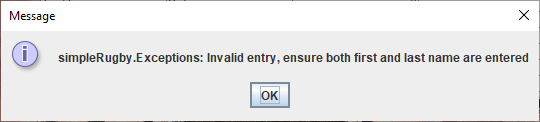 Message
simpleRugby.Exceptions: Invalid entry, ensure both first and last name are entered
OK